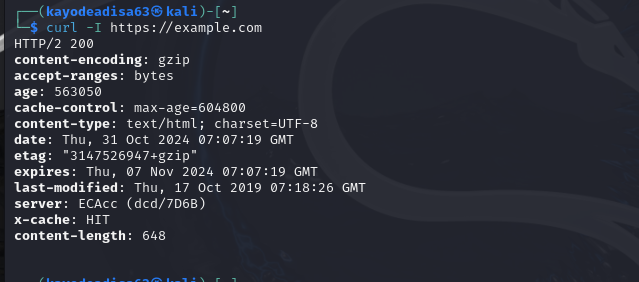 ┌──(kayodeadisa63㉿kali)-[~]
└─$ curl -I https://example.com
HTTP/2 200
content-encoding: gzip
accept-ranges: bytes
age: 563050
cache-control: max-age=604800
content-type: text/html; charset=UTF-8
date: Thu, 31 Oct 2024 07:07:19 GMT
etag: "3147526947+gzip"
expires: Thu, 07 Nov 2024 07:07:19 GMT
last-modified: Thu, 17 Oct 2019 07:18:26 GMT
server: ECAcc (dcd/7D6B)
x-cache: HIT
content-length: 648
┌──(kayodeadisa63㉿kali)-[~]